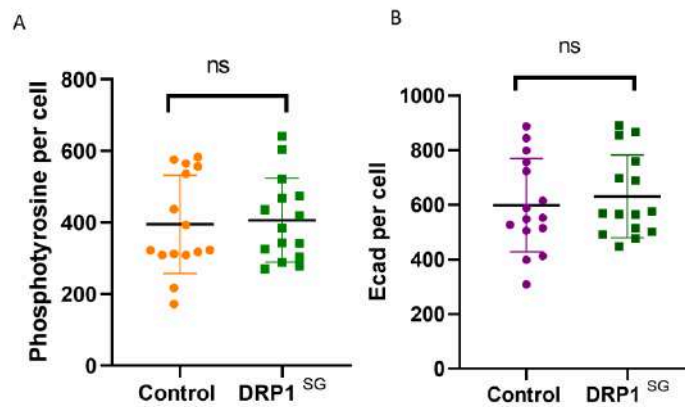 A
ns
Phosphotyrosine per cell
800
600
400
200
0
Control DRP1 SG
B
ns
Ecad per cell
1000
800
600
400
200
0
Control DRP1 SG